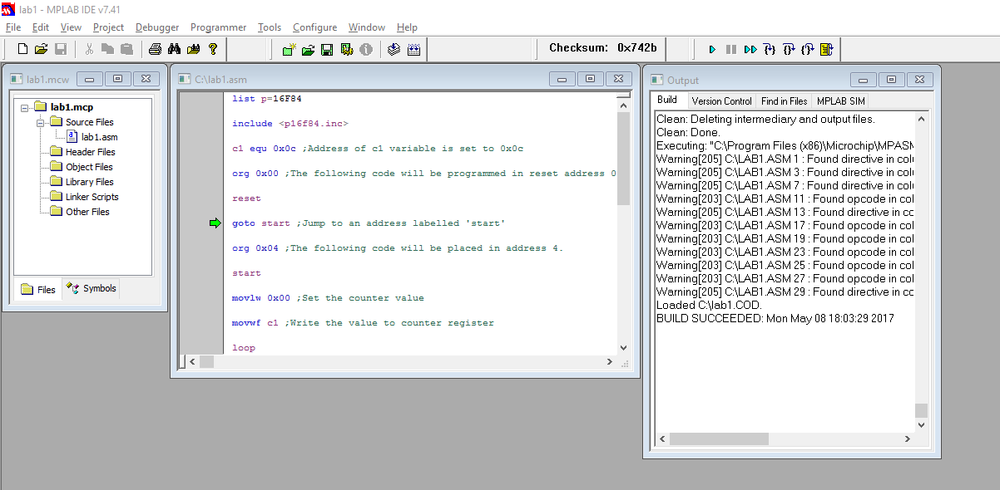 lab1 - MPLAB IDE v7.41
File Edit View Project Debugger Programmer Tools Configure Window Help
Checksum: 0x742b
lab1.mcw
lab1.mcp
Source Files
lab1.asm
Header Files
Object Files
Library Files
Linker Scripts
Other Files
Files Symbols
C:\lab1.asm
list p=16F84
include <p16f84.inc>
c1 equ 0x0c ;Address of c1 variable is set to 0x0c
org 0x00 ;The following code will be programmed in reset address 0
reset
goto start ;Jump to an address labelled 'start'
org 0x04 ;The following code will be placed in address 4.
start
movlw 0x00 ;Set the counter value
movwf c1 ;Write the value to counter register
loop
Output
Build Version Control Find in Files MPLAB SIM
Clean: Deleting intermediary and output files.
Clean: Done.
Executing: "C:\Program Files (x86)\Microchip\MPASM
Warning[205] C:\LAB1.ASM 1 : Found directive in colu
Warning[205] C:\LAB1.ASM 3 : Found directive in colu
Warning[205] C:\LAB1.ASM 7 : Found directive in colu
Warning[203] C:\LAB1.ASM 11 : Found opcode in col
Warning[205] C:\LAB1.ASM 13 : Found directive in co
Warning[203] C:\LAB1.ASM 17 : Found opcode in col
Warning[203] C:\LAB1.ASM 19 : Found opcode in col
Warning[203] C:\LAB1.ASM 23 : Found opcode in col
Warning[203] C:\LAB1.ASM 25 : Found opcode in col
Warning[203] C:\LAB1.ASM 27 : Found opcode in col
Warning[205] C:\LAB1.ASM 29 : Found directive in cc
Loaded C:\lab1.COD.
BUILD SUCCEEDED: Mon May 08 18:03:29 2017